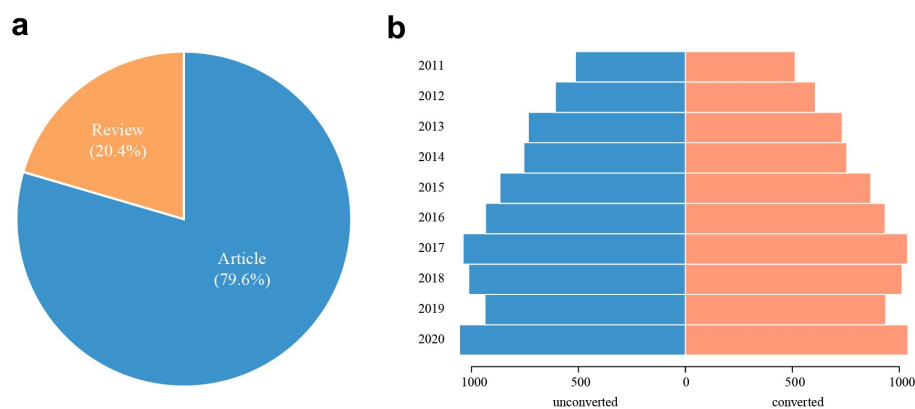 a
Review
(20.4%)
Article
(79.6%)
b
2011
2012
2013
2014
2015
2016
2017
2018
2019
2020
1000 500 0 500 1000
unconverted converted